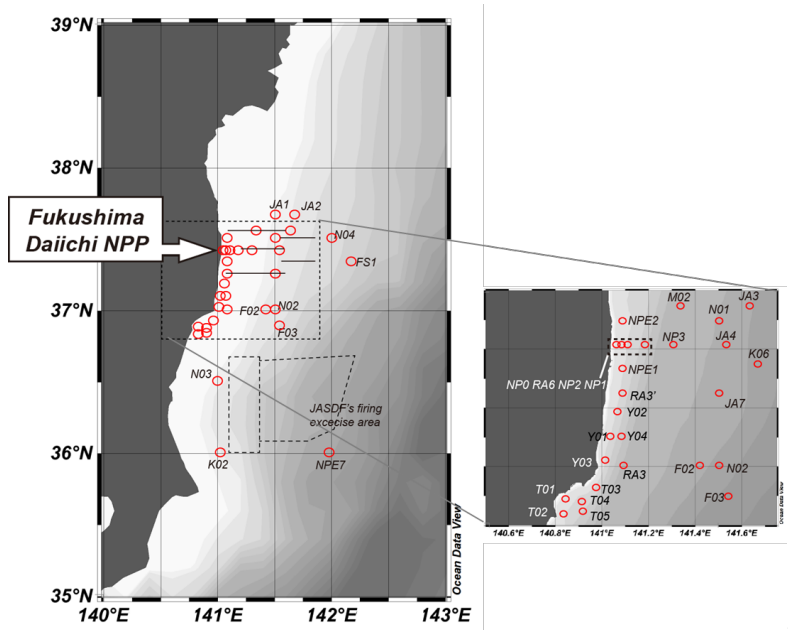 39°N
38°N
37°N
36°N
35°N
140°E
141°E
142°E
143°E
Fukushima
Daiichi NPP
JA1
JA2
N04
FS1
F02
N02
F03
N03
JASDF's firing
excecise area
K02
NPE7
Ocean Data View
M02
JA3
NPE2
N01
NP3
JA4
K06
NPE1
NP0 RA6 NP2 NP1
RA3'
JA7
Y02
Y01
Y04
Y03
RA3
F02
N02
T03
T01
T04
F03
T02
T05
140.6°E
140.8°E
141°E
141.2°E
141.4°E
141.6°E
Ocean Data View